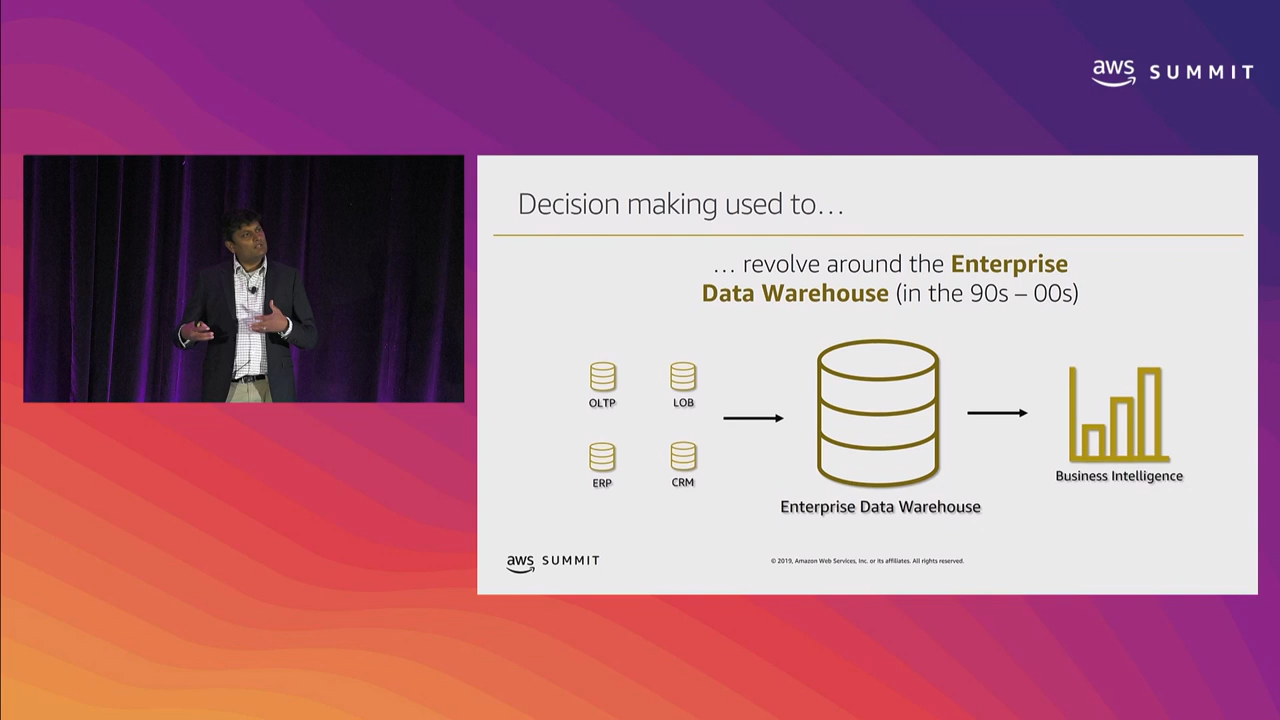 aws SUMMIT
Decision making used to...
... revolve around the Enterprise
Data Warehouse (in the 90s – 00s)
OLTP LOB
ERP CRM
Enterprise Data Warehouse
Business Intelligence
aws SUMMIT
© 2019, Amazon Web Services, Inc. or its affiliates. All rights reserved.